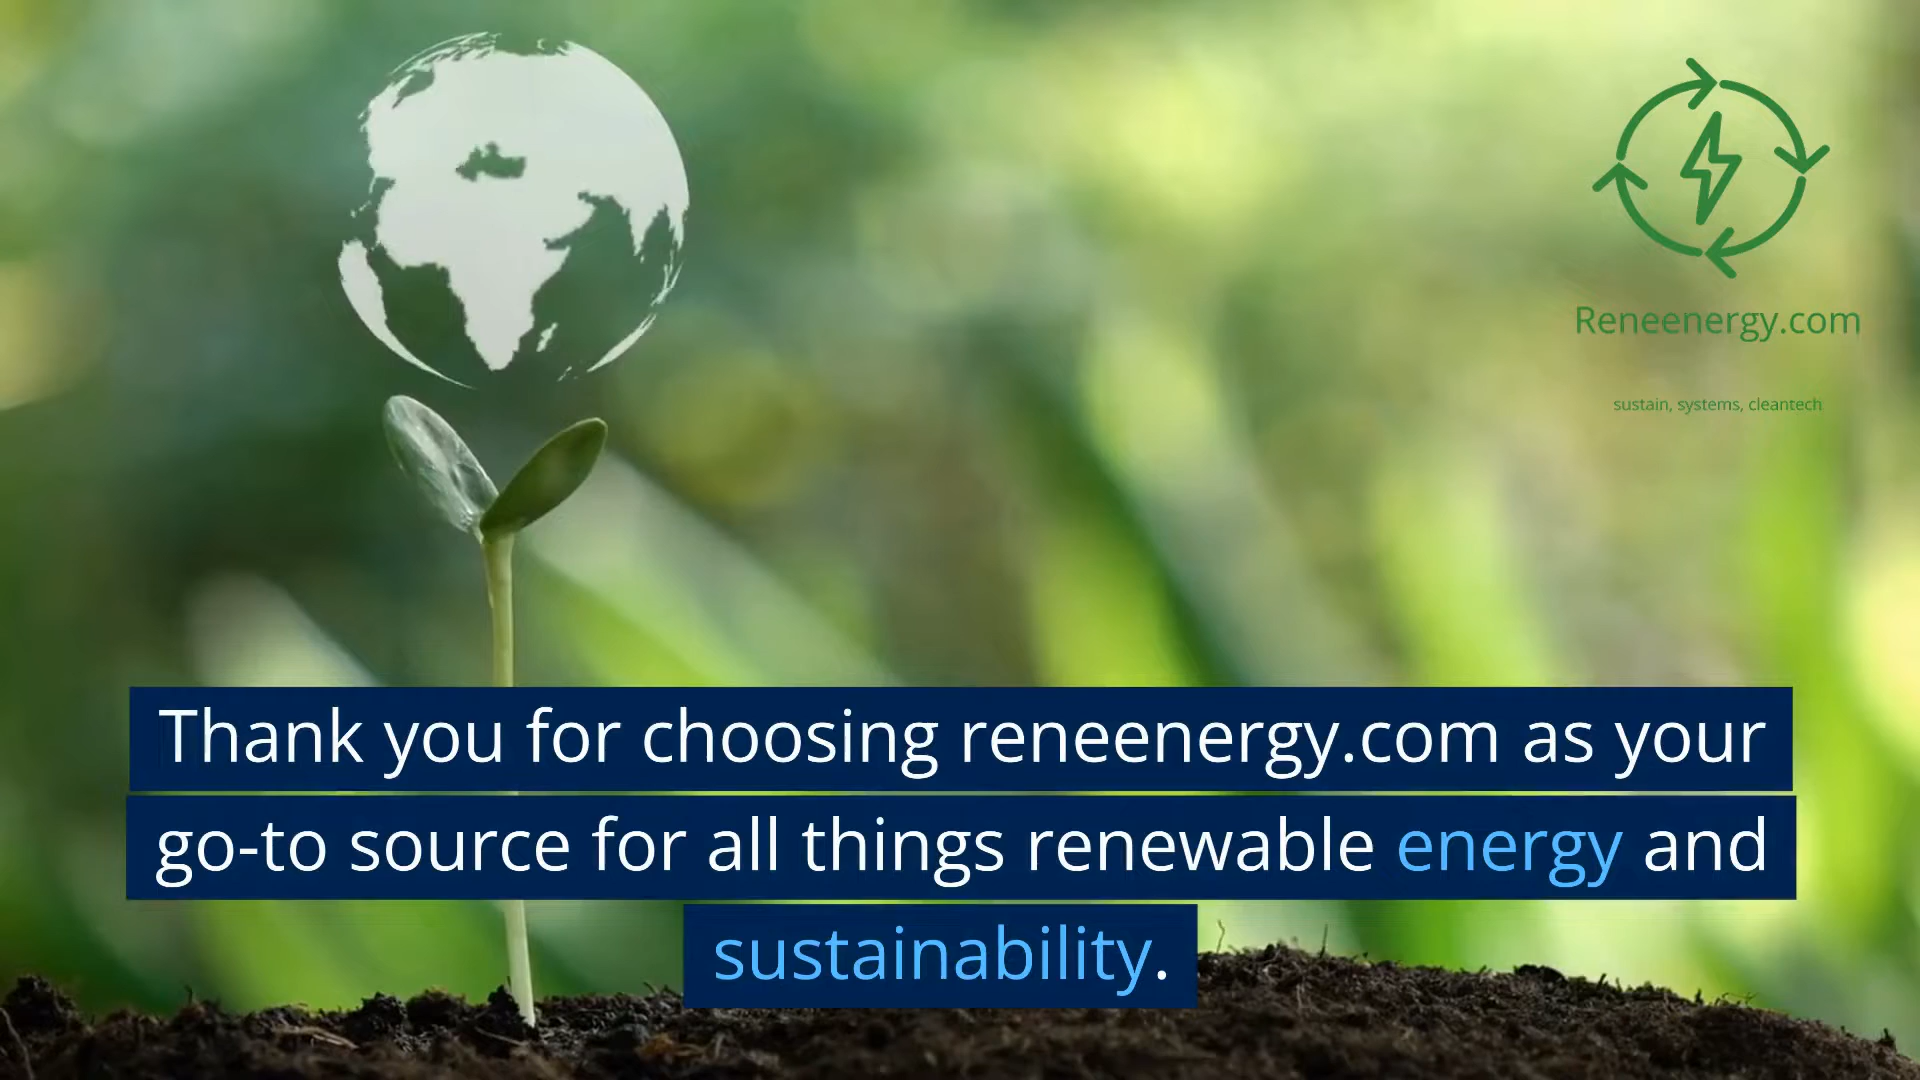 Reneenergy.com
sustain, systems, cleantech
Thank you for choosing reneenergy.com as your
go-to source for all things renewable energy and
sustainability.